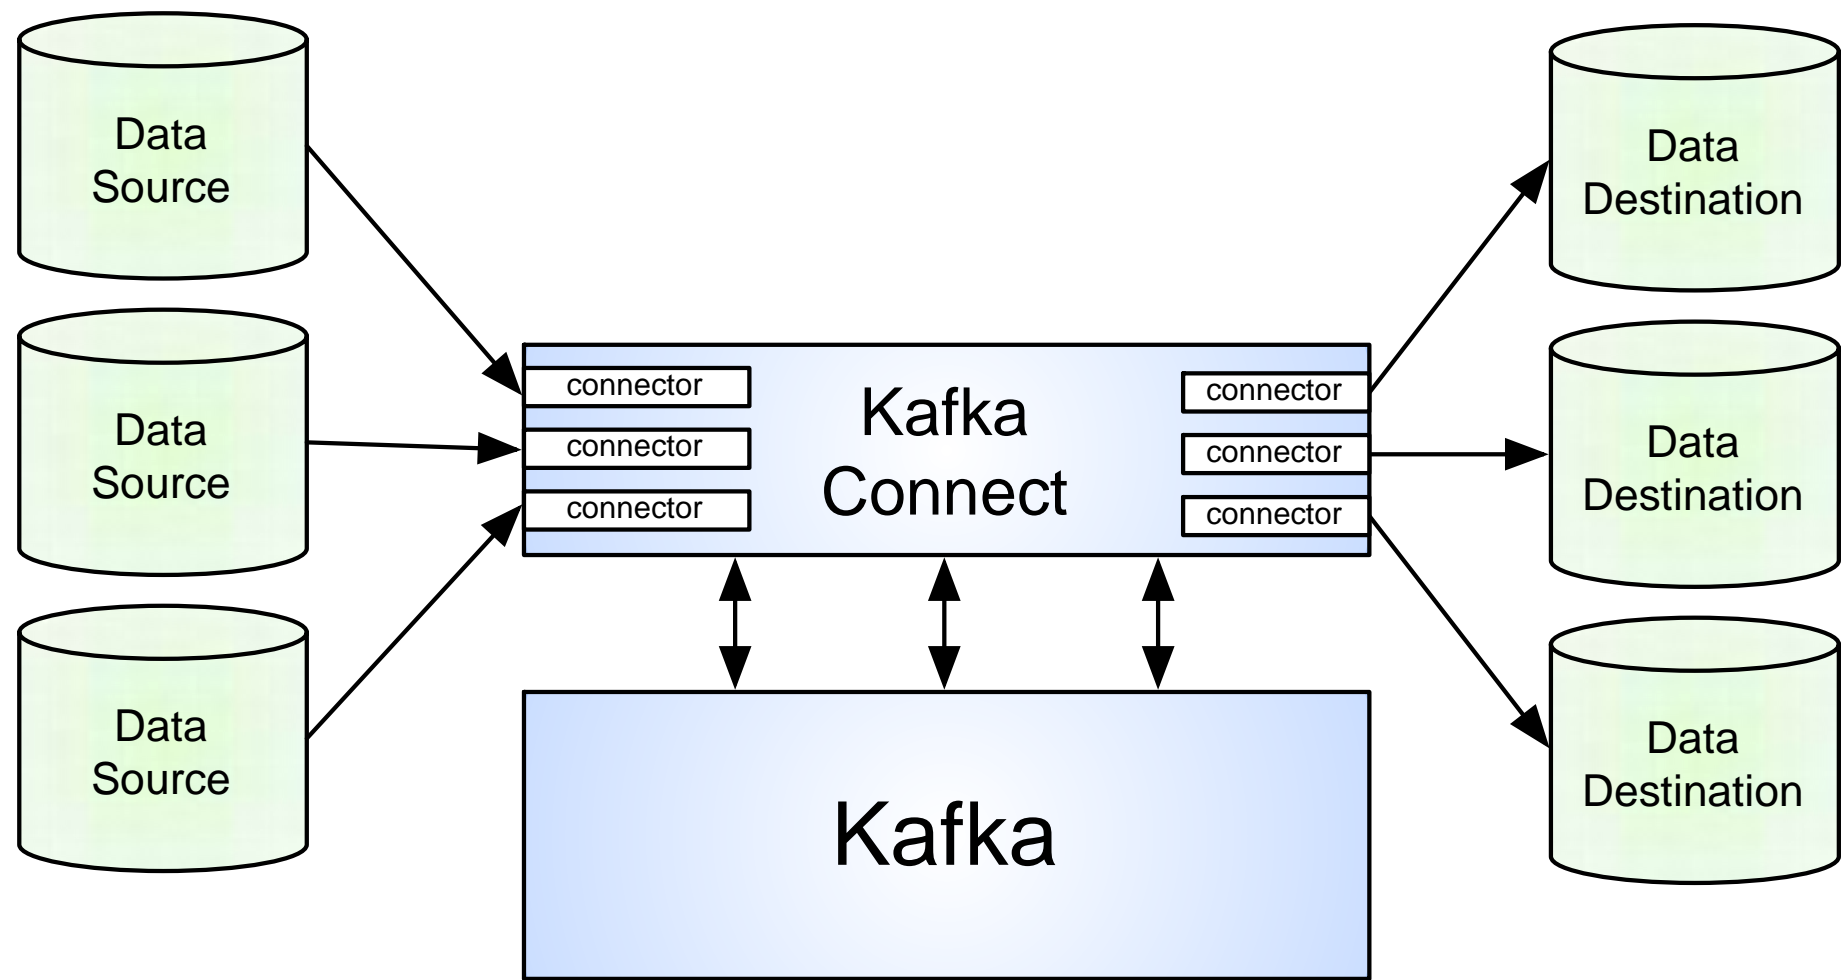 Data
Source
Data
Source
Data
Source
connector
connector
connector
Kafka
Connect
connector
connector
connector
Kafka
Data
Destination
Data
Destination
Data
Destination